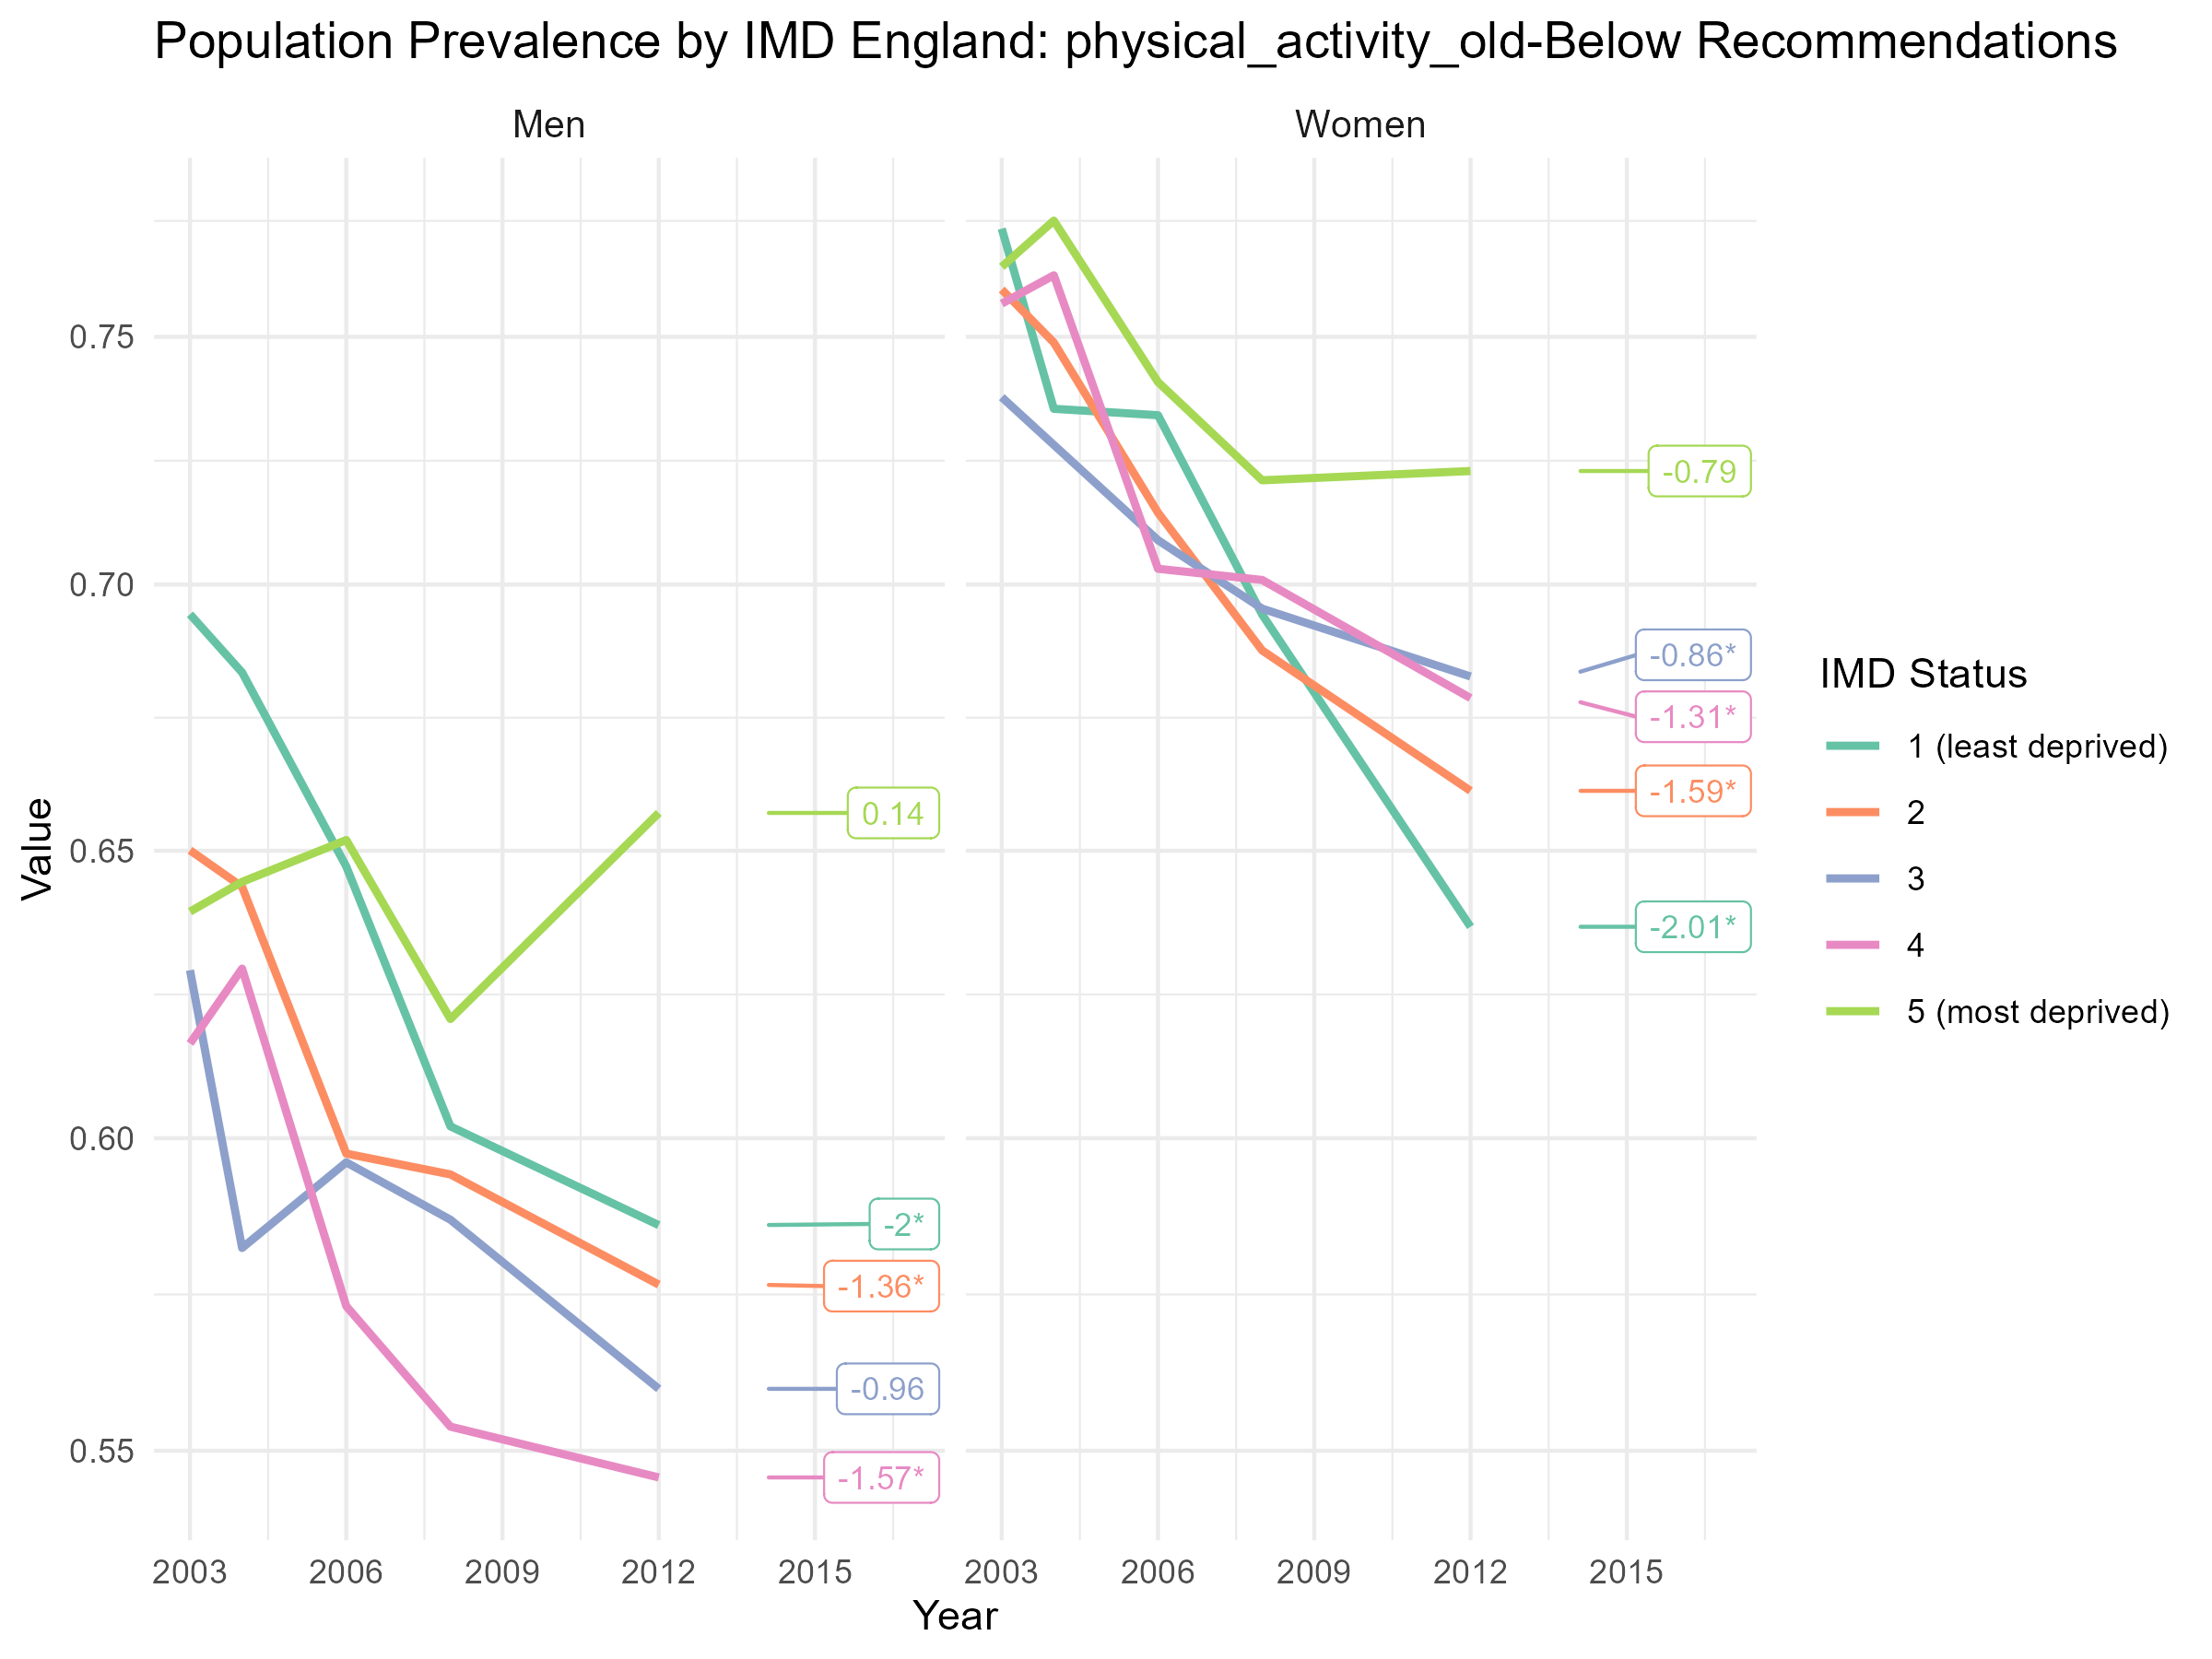 Population Prevalence by IMD England: physical_activity_old-Below Recommendations
Men
Women
0.75
0.70
0.65
0.60
0.55
Value
0.14
-2*
-1.36*
-0.96
-1.57*
-0.79
-0.86*
-1.31*
-1.59*
-2.01*
2003 2006 2009 2012 2015
2003 2006 2009 2012 2015
Year
IMD Status
1 (least deprived)
2
3
4
5 (most deprived)